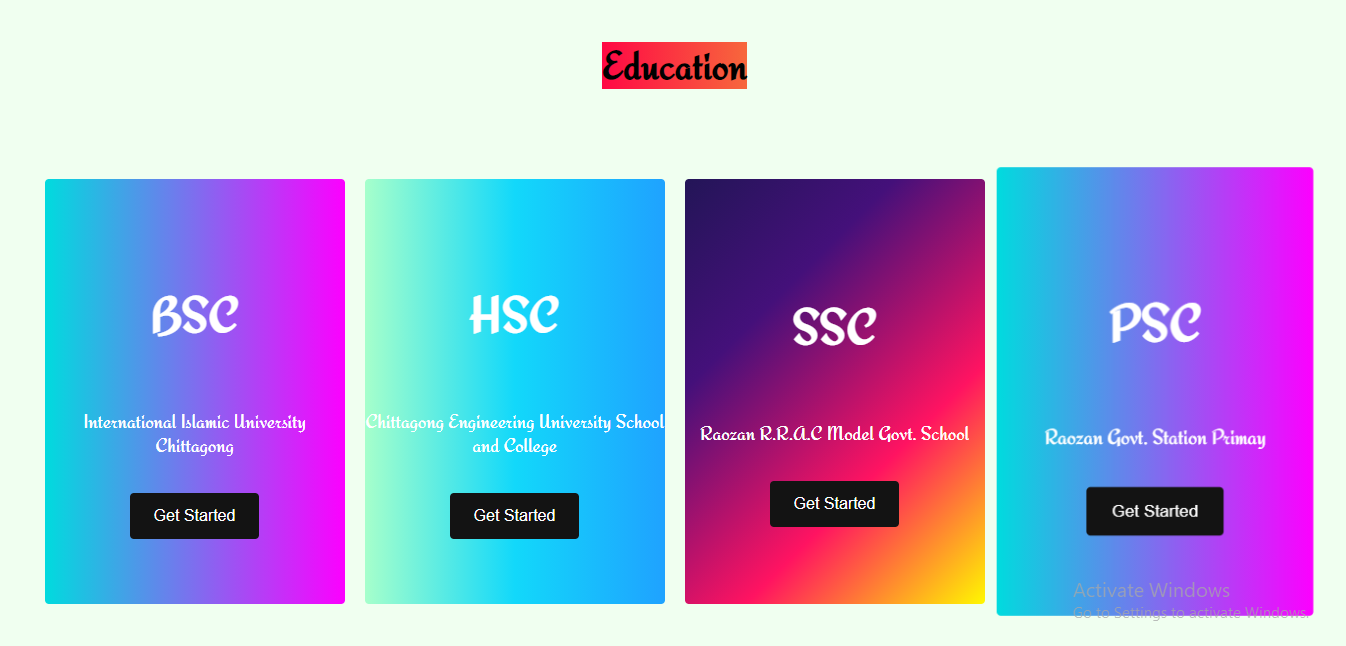 Education
BSC
International Islamic University
Chittagong
Get Started
HSC
Chittagong Engineering University School
and College
Get Started
SSC
Raozan R.R.A.C Model Govt. School
Get Started
PSC
Raozan Govt. Station Primay
Get Started
Activate Windows
Go to Settings to activate Windows.